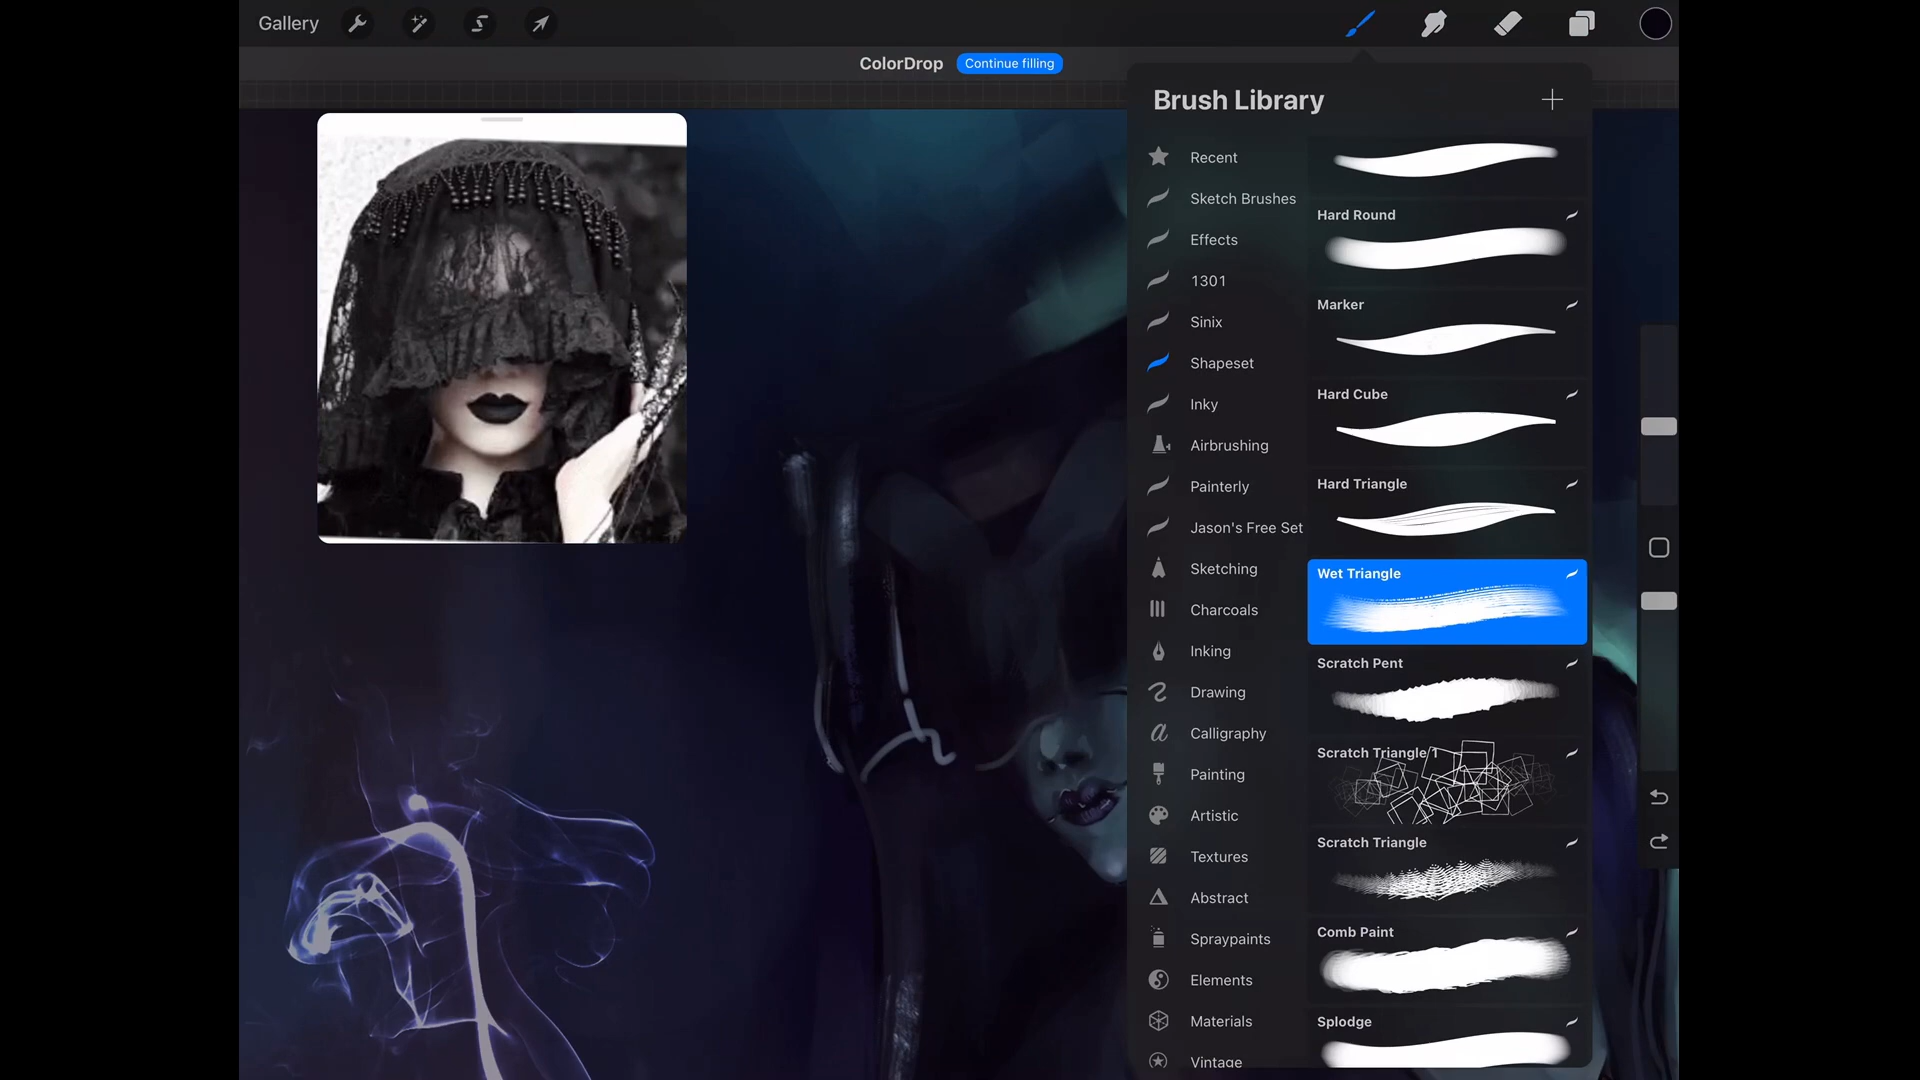 Gallery
ColorDrop
Continue filling
Brush Library
Recent
Sketch Brushes
Effects
1301
Sinix
Shapeset
Inky
Airbrushing
Painterly
Jason's Free Set
Sketching
Charcoals
Inking
Drawing
Calligraphy
Painting
Artistic
Textures
Abstract
Spraypaints
Elements
Materials
Vintage
Hard Round
Marker
Hard Cube
Hard Triangle
Wet Triangle
Scratch Pent
Scratch Triangle 1
Scratch Triangle
Comb Paint
Splodge